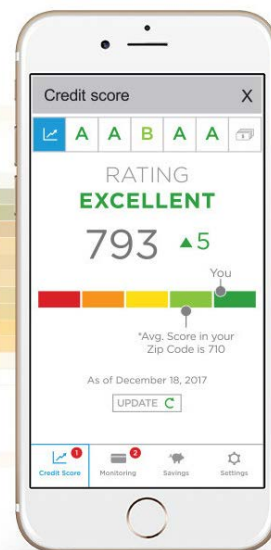 Credit score X
A A B A A
RATING
EXCELLENT
793 ▲5
You
*Avg. Score in your
Zip Code is 710
As of December 18, 2017
UPDATE
1 2
Credit Score Monitoring Savings Settings